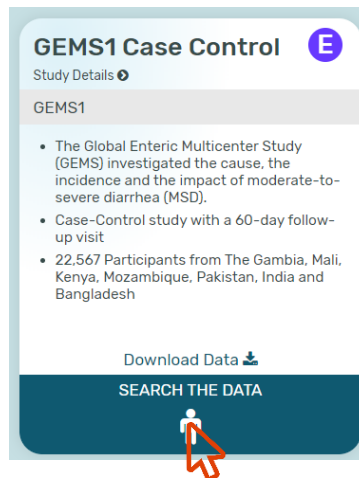 GEMS1 Case Control
E
Study Details
GEMS1
• The Global Enteric Multicenter Study
(GEMS) investigated the cause, the
incidence and the impact of moderate-to-
severe diarrhea (MSD).
• Case-Control study with a 60-day follow-
up visit
• 22,567 Participants from The Gambia, Mali,
Kenya, Mozambique, Pakistan, India and
Bangladesh
Download Data
SEARCH THE DATA